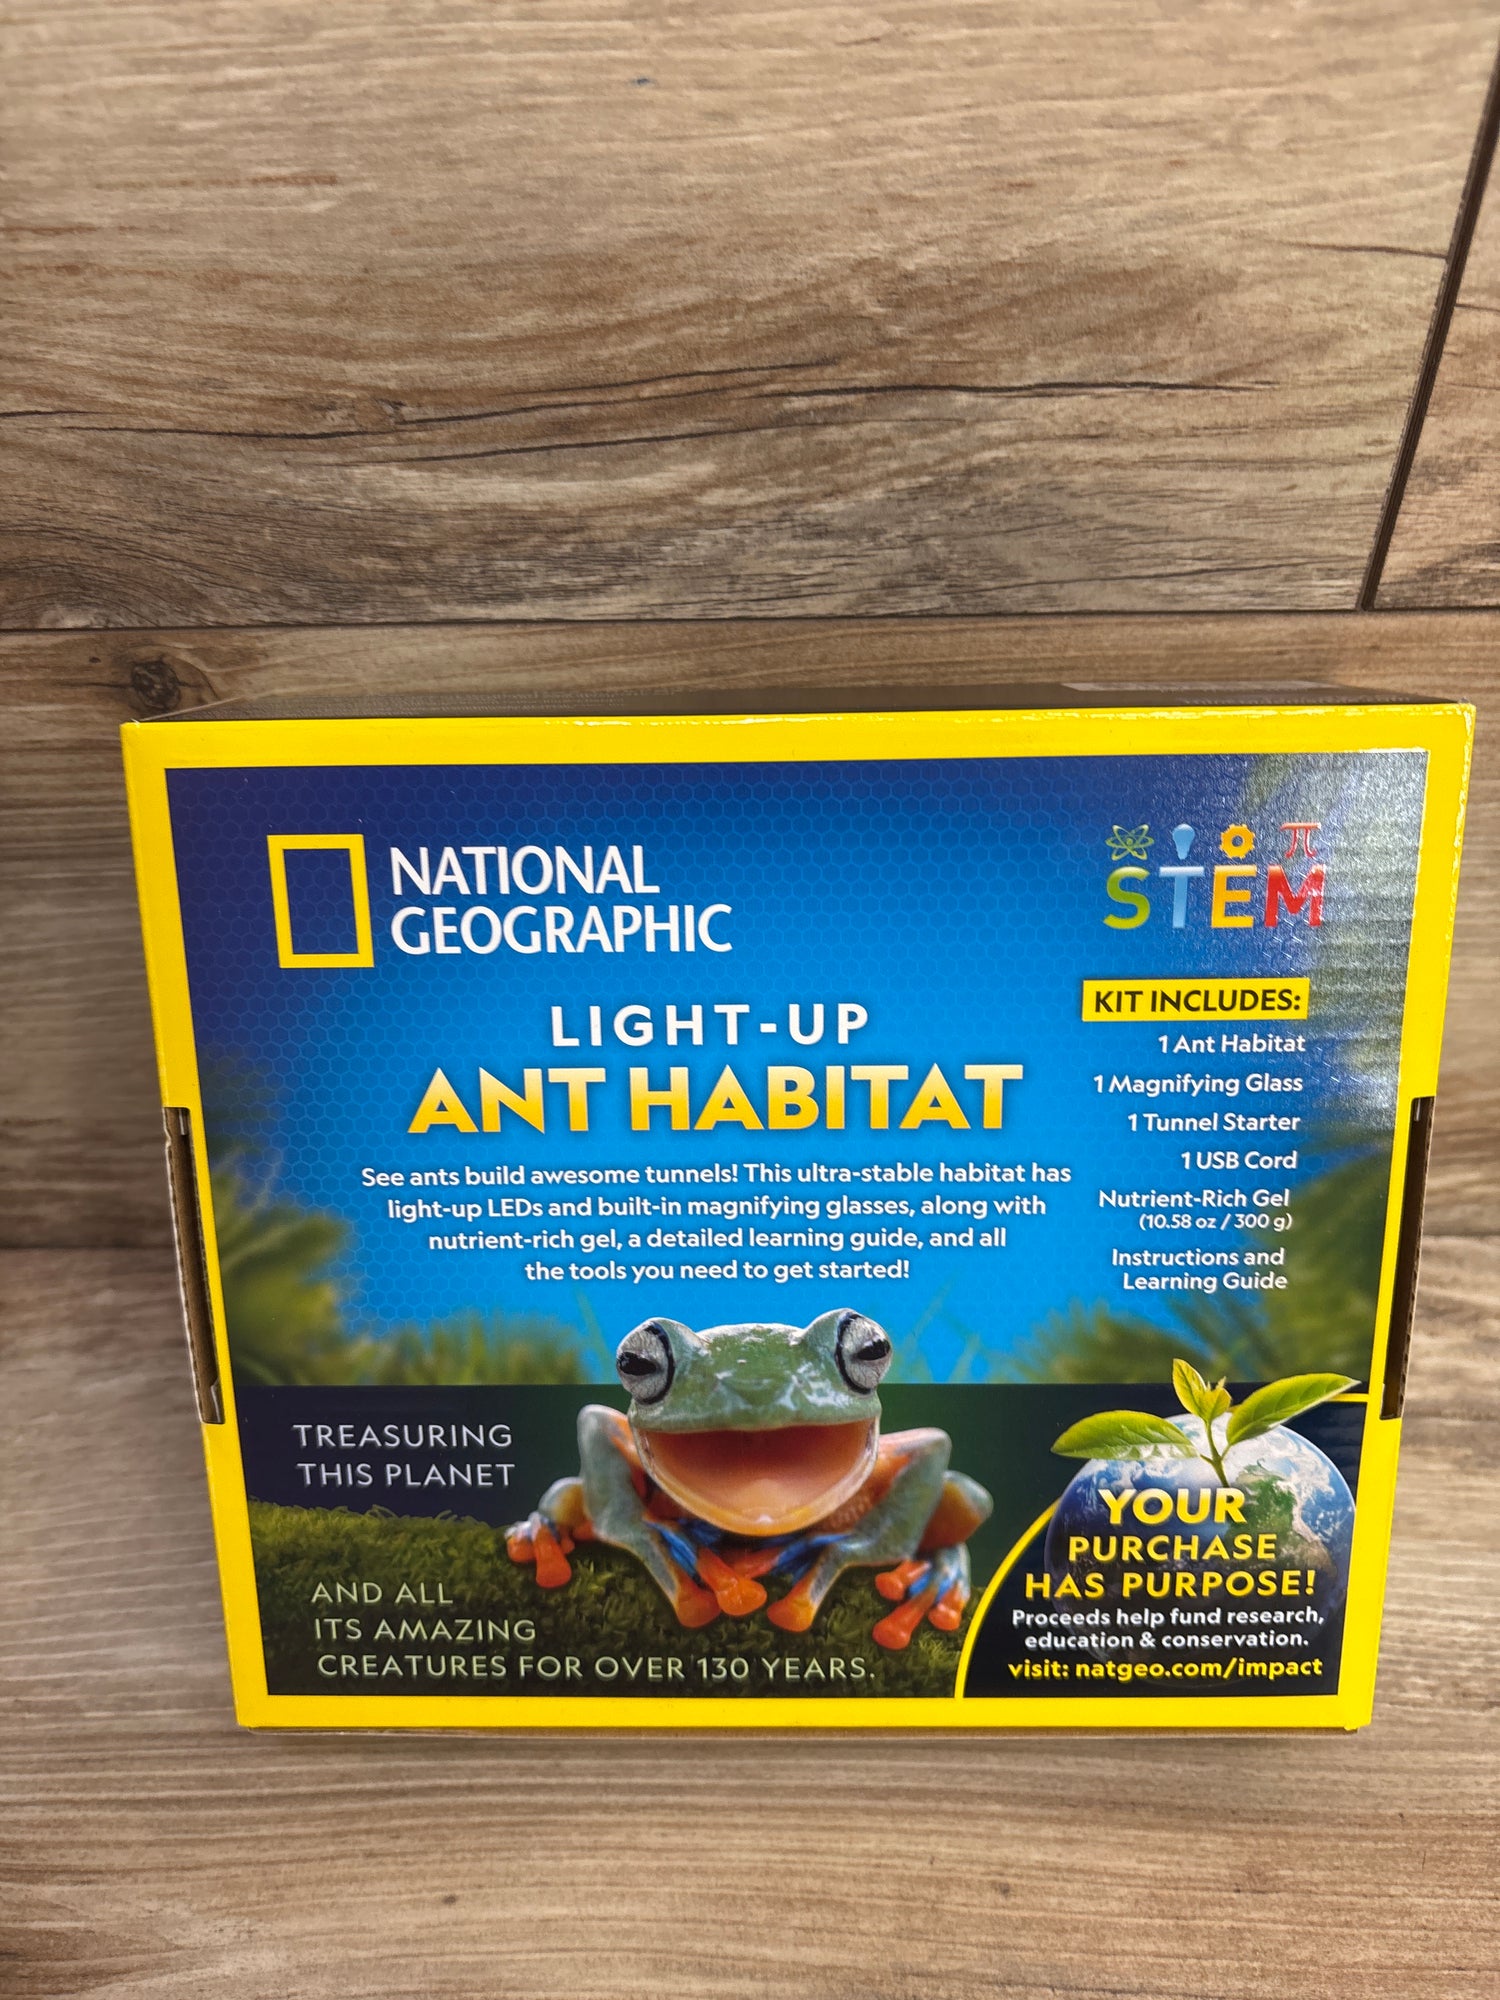 NATIONAL
GEOGRAPHIC
STEM
LIGHT-UP
ANT HABITAT
See ants build awesome tunnels! This ultra-stable habitat has
light-up LEDs and built-in magnifying glasses, along with
nutrient-rich gel, a detailed learning guide, and all
the tools you need to get started!
KIT INCLUDES:
1 Ant Habitat
1 Magnifying Glass
1 Tunnel Starter
1 USB Cord
Nutrient-Rich Gel
(10.58 oz / 300 g)
Instructions and
Learning Guide
TREASURING
THIS PLANET
AND ALL
ITS AMAZING
CREATURES FOR OVER 130 YEARS.
YOUR
PURCHASE
HAS PURPOSE!
Proceeds help fund research,
education & conservation.
visit: natgeo.com/impact